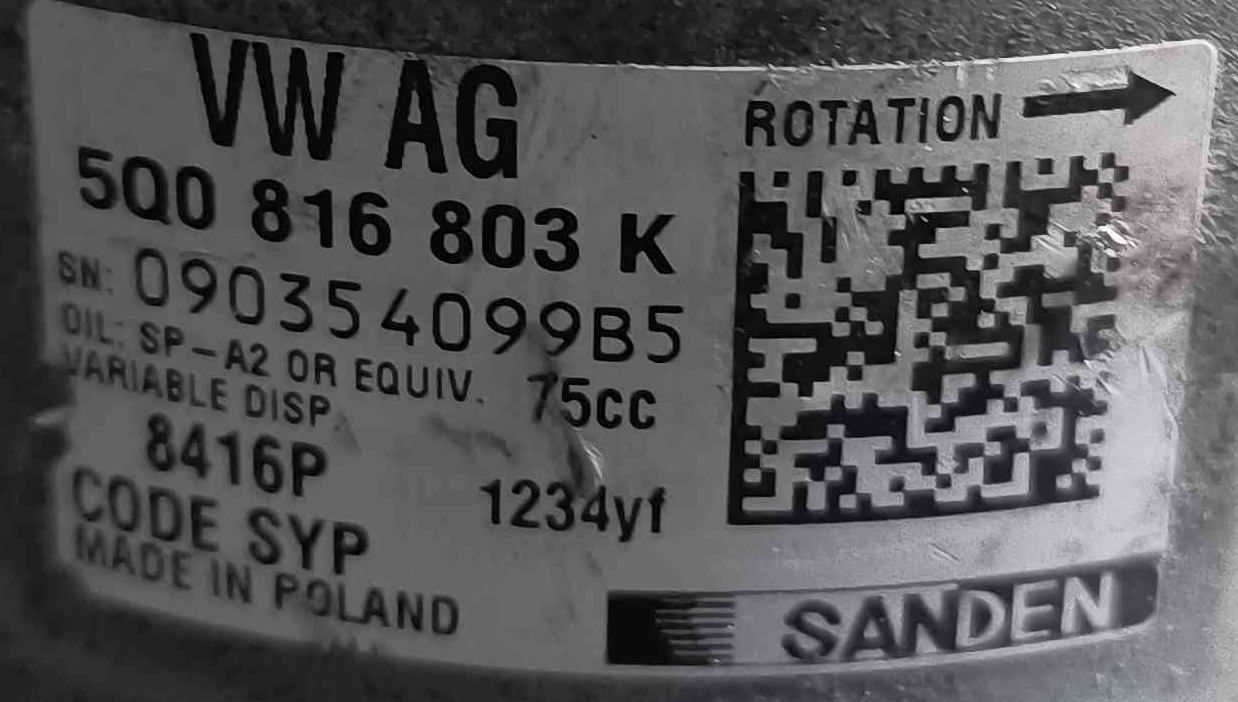 VW AG
ROTATION
5Q0 816 803 K
SN: 090354099B5
OIL: SP-A2 OR EQUIV. 75cc
VARIABLE DISP.
8416P
1234yf
CODE SYP
MADE IN POLAND
SANDEN